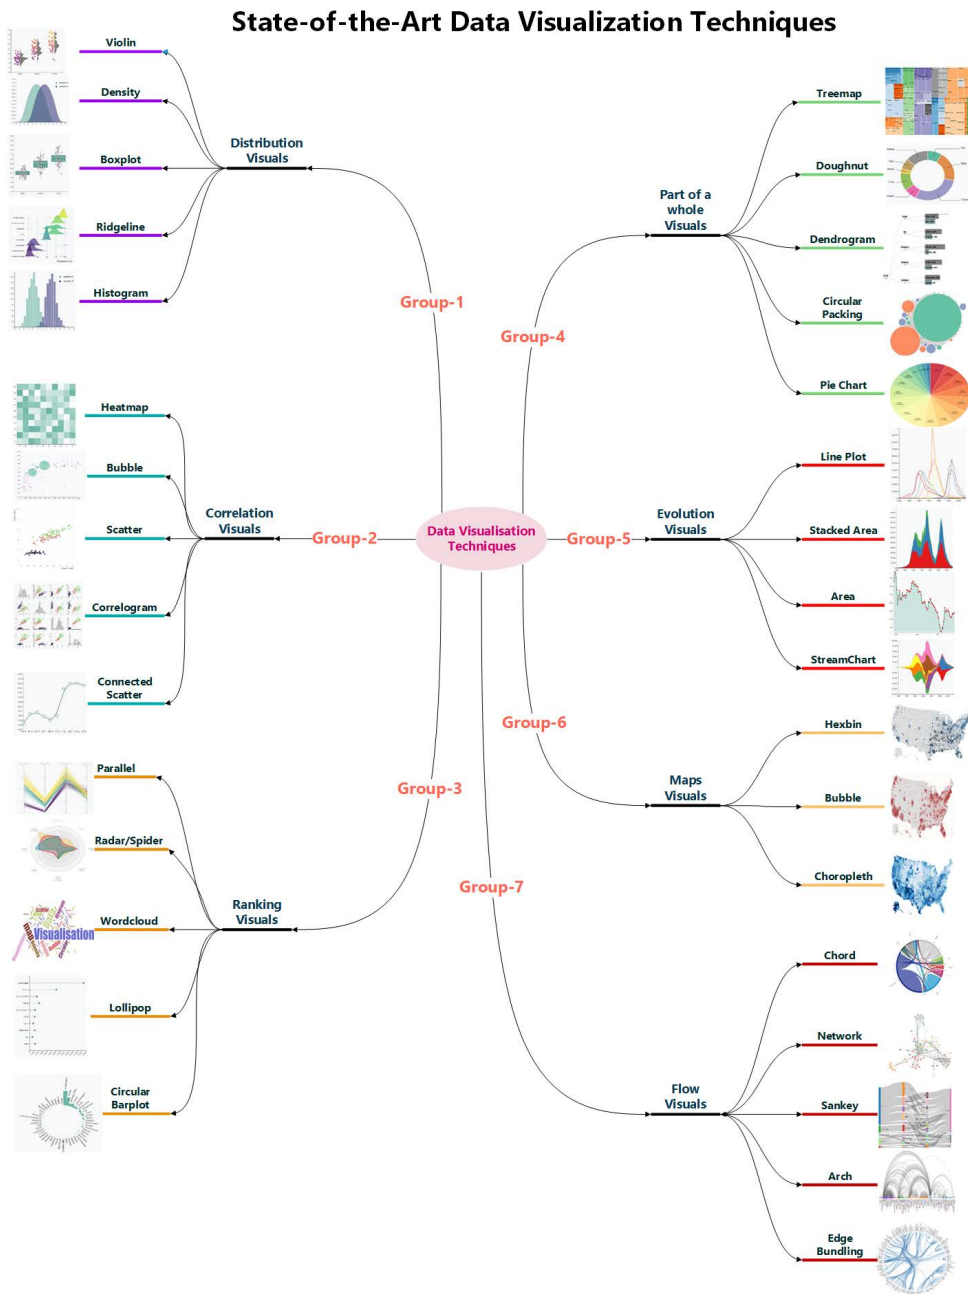 State-of-the-Art Data Visualization Techniques
Violin
Density
Boxplot
Ridgeline
Histogram
Distribution
Visuals
Group-1
Heatmap
Bubble
Scatter
Correlogram
Connected
Scatter
Correlation
Visuals
Group-2
Parallel
Radar/Spider
Wordcloud
Visualisation
Lollipop
Circular
Barplot
Ranking
Visuals
Group-3
Data Visualisation
Techniques
Group-4
Part of a
whole
Visuals
Treemap
Doughnut
Dendrogram
Circular
Packing
Pie Chart
Group-5
Evolution
Visuals
Line Plot
Stacked Area
Area
StreamChart
Group-6
Maps
Visuals
Hexbin
Bubble
Choropleth
Group-7
Flow
Visuals
Chord
Network
Sankey
Arch
Edge
Bundling